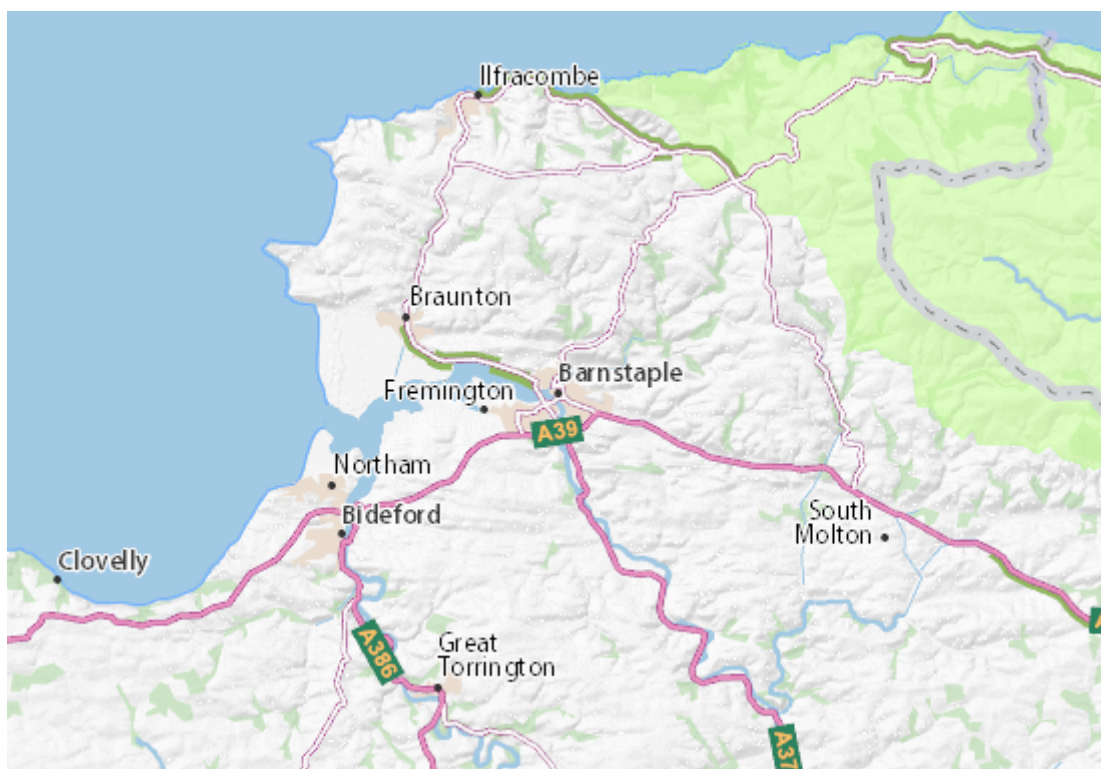 Ilfracombe
Braunton
Barnstaple
Fremington
A39
Northam
Bideford
South
Molton
Clovelly
Great
Torrington
A386